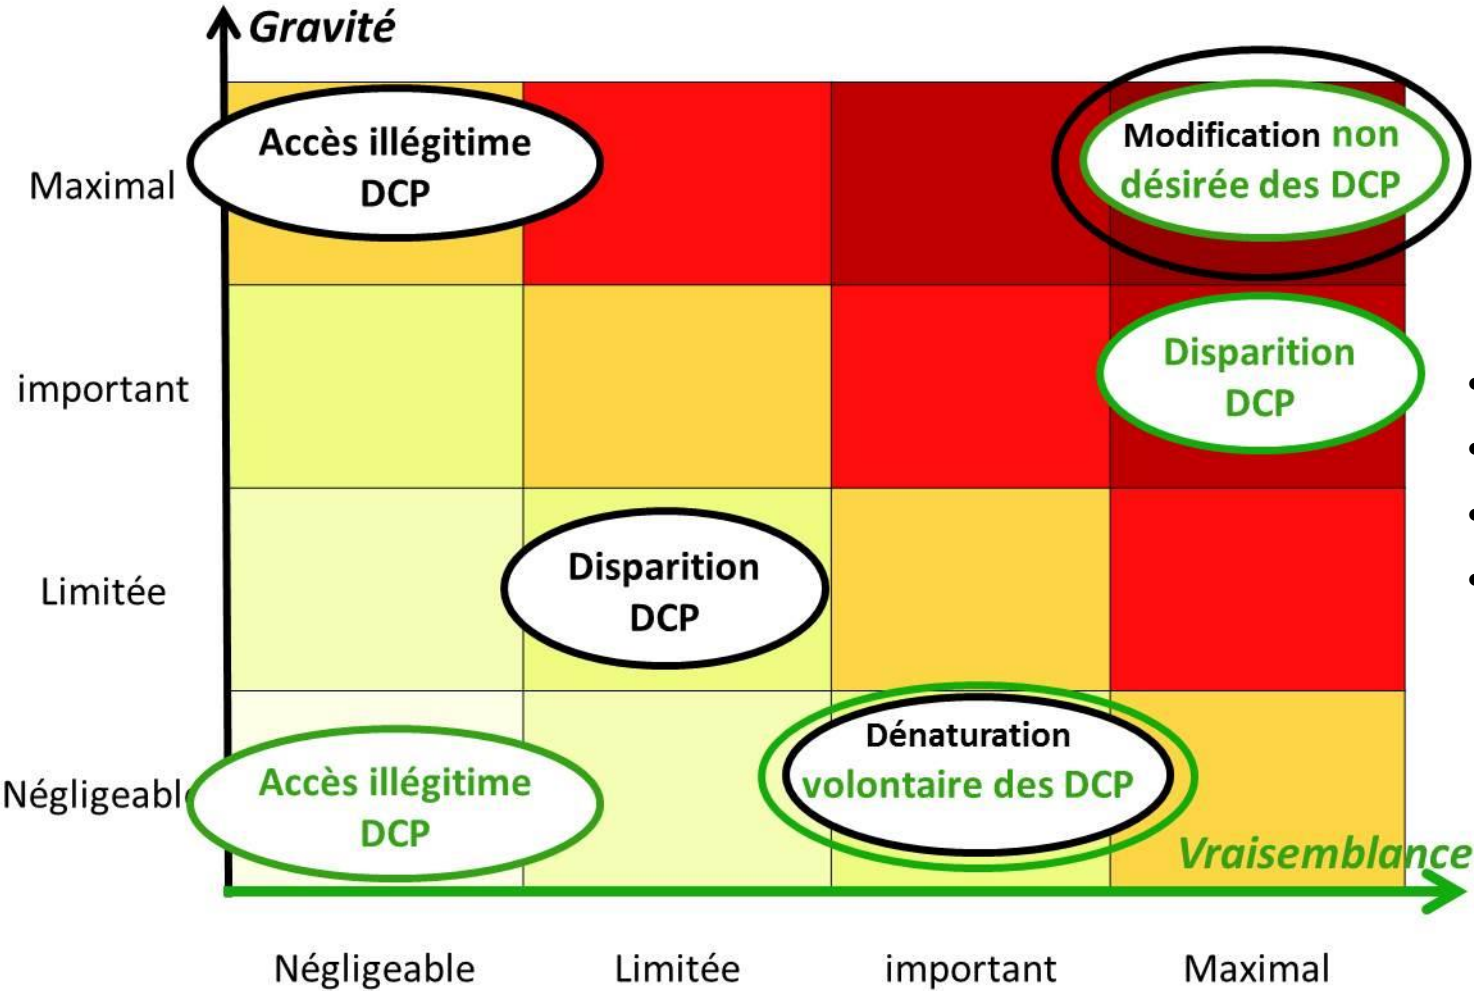 Gravité
Maximal
Accès illégitime
DCP
Modification non
désirée des DCP
important
Disparition
DCP
Limitée
Disparition
DCP
Négligeabl
Accès illégitime
DCP
Dénaturation
volontaire des DCP
Vraisemblance
Négligeable
Limitée
important
Maximal